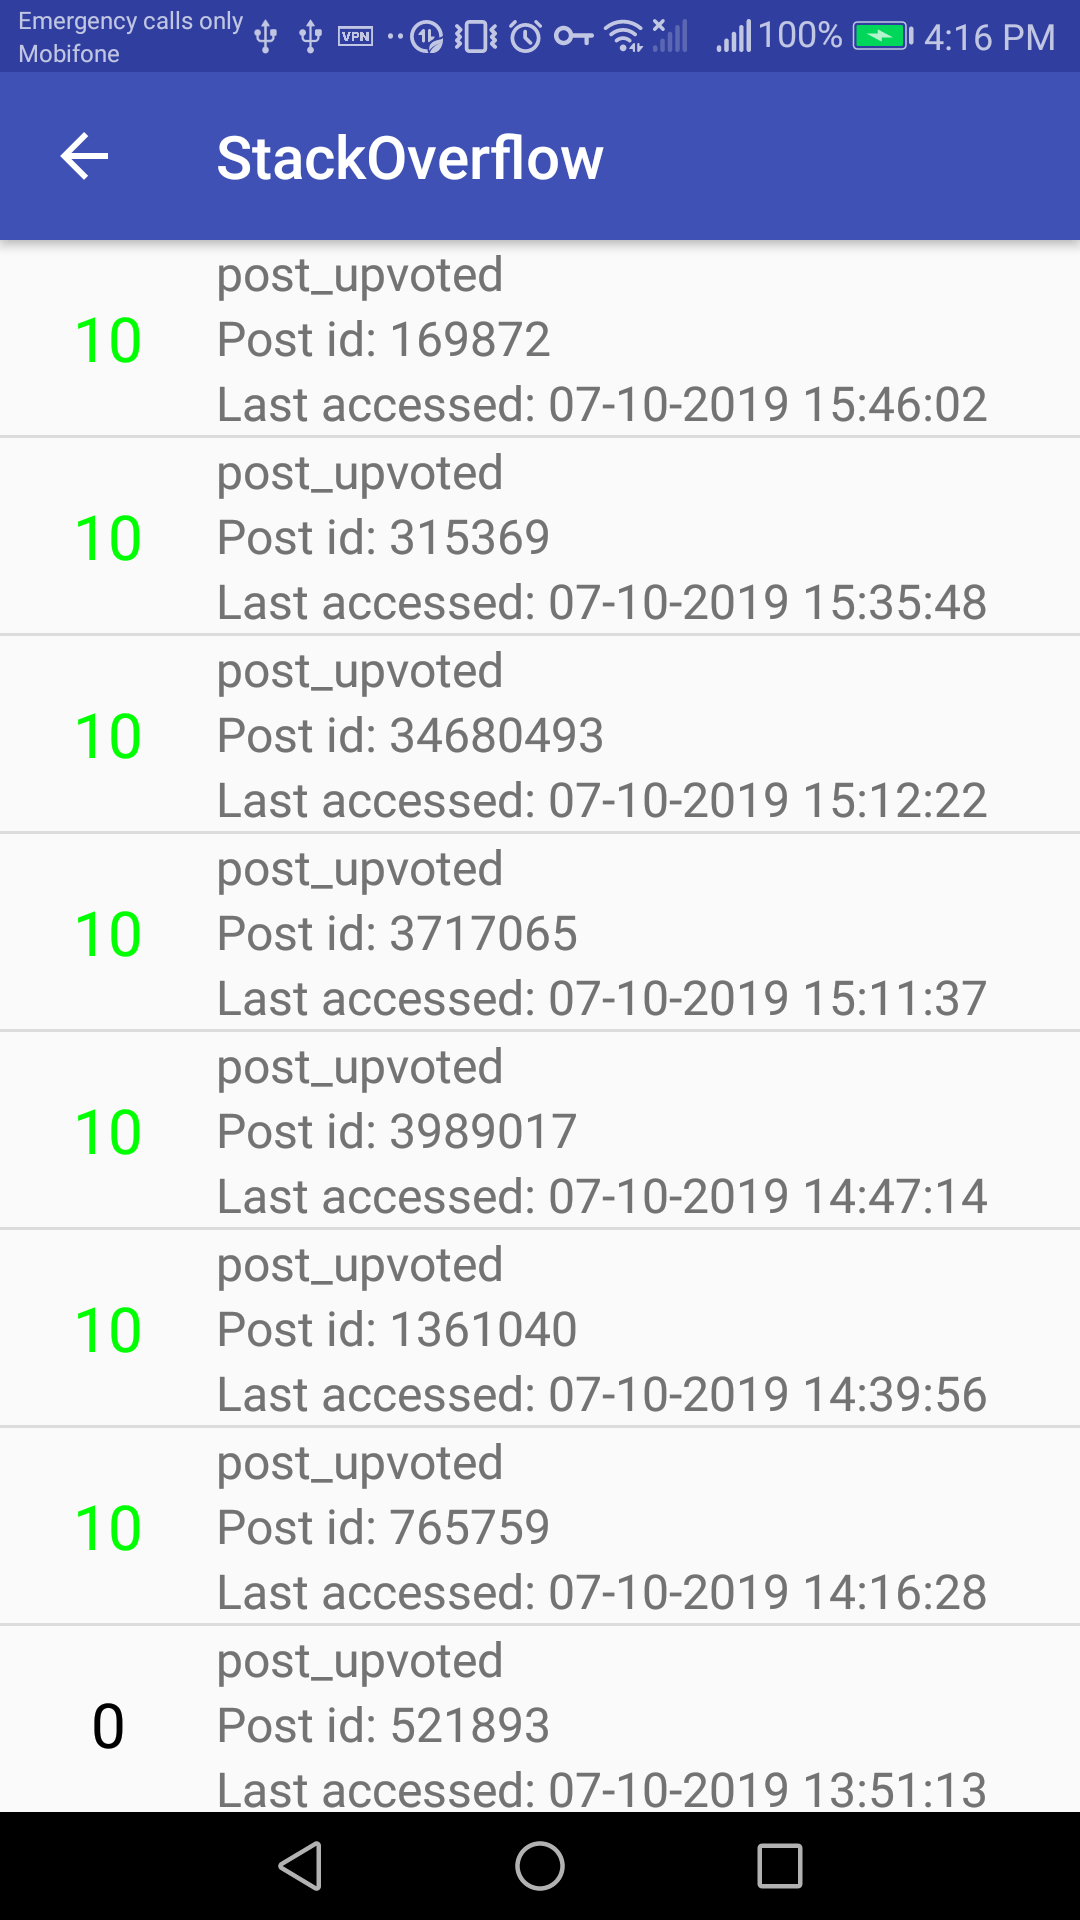 Emergency calls only
Mobifone
VPN
100%
4:16 PM
StackOverflow
post_upvoted
10
Post id: 169872
Last accessed: 07-10-2019 15:46:02
post_upvoted
10
Post id: 315369
Last accessed: 07-10-2019 15:35:48
post_upvoted
10
Post id: 34680493
Last accessed: 07-10-2019 15:12:22
post_upvoted
10
Post id: 3717065
Last accessed: 07-10-2019 15:11:37
post_upvoted
10
Post id: 3989017
Last accessed: 07-10-2019 14:47:14
post_upvoted
10
Post id: 1361040
Last accessed: 07-10-2019 14:39:56
post_upvoted
10
Post id: 765759
Last accessed: 07-10-2019 14:16:28
post_upvoted
0
Post id: 521893
Last accessed: 07-10-2019 13:51:13